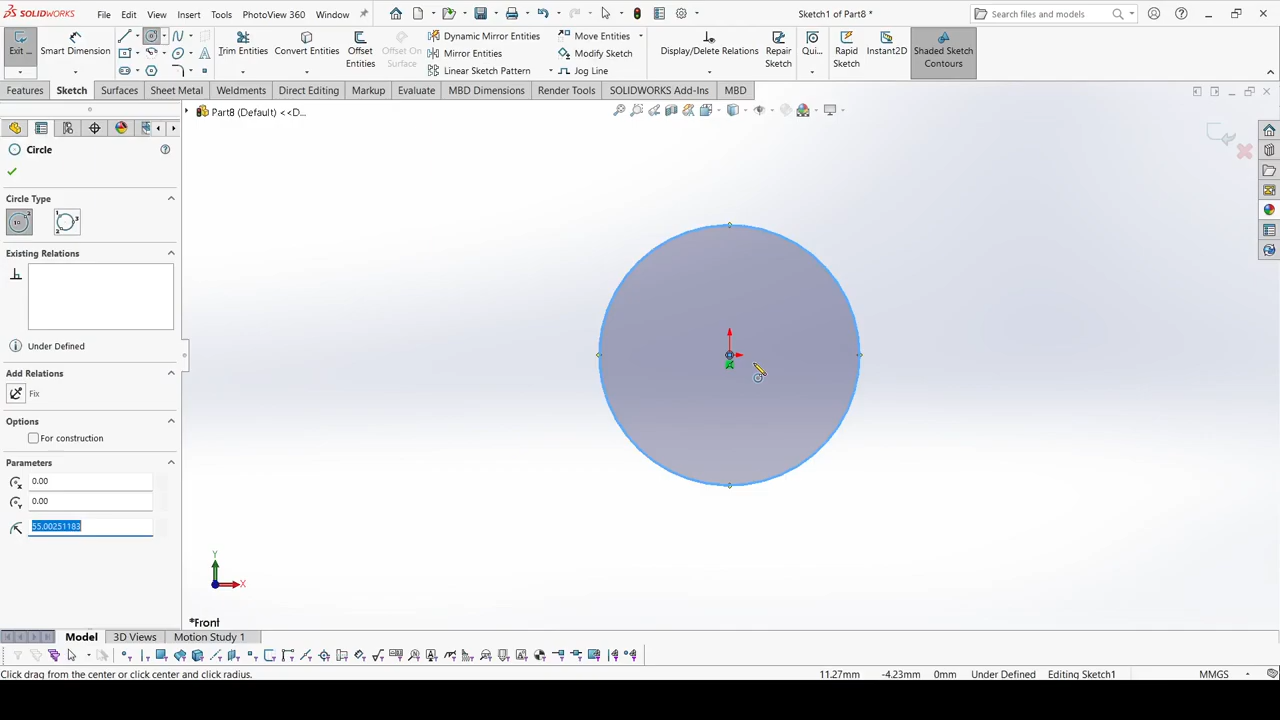 SOLIDWORKS File Edit View Insert Tools PhotoView 360 Window Sketch1 of Part8 * Search files and models
Exit ... Smart Dimension Trim Entities Convert Entities Offset Entities Offset On Surface Dynamic Mirror Entities Mirror Entities Linear Sketch Pattern Move Entities Modify Sketch Jog Line Display/Delete Relations Repair Sketch Qui... Rapid Sketch Instant2D Shaded Sketch Contours
Features Sketch Surfaces Sheet Metal Weldments Direct Editing Markup Evaluate MBD Dimensions Render Tools SOLIDWORKS Add-Ins MBD
Part8 (Default) <<D...
Circle
Circle Type
Existing Relations
Under Defined
Add Relations
Fix
Options
For construction
Parameters
0.00
0.00
55.00251183
Y
X
*Front
Model 3D Views Motion Study 1
Click drag from the center or click center and click radius. 11.27mm -4.23mm 0mm Under Defined Editing Sketch1 MMGS